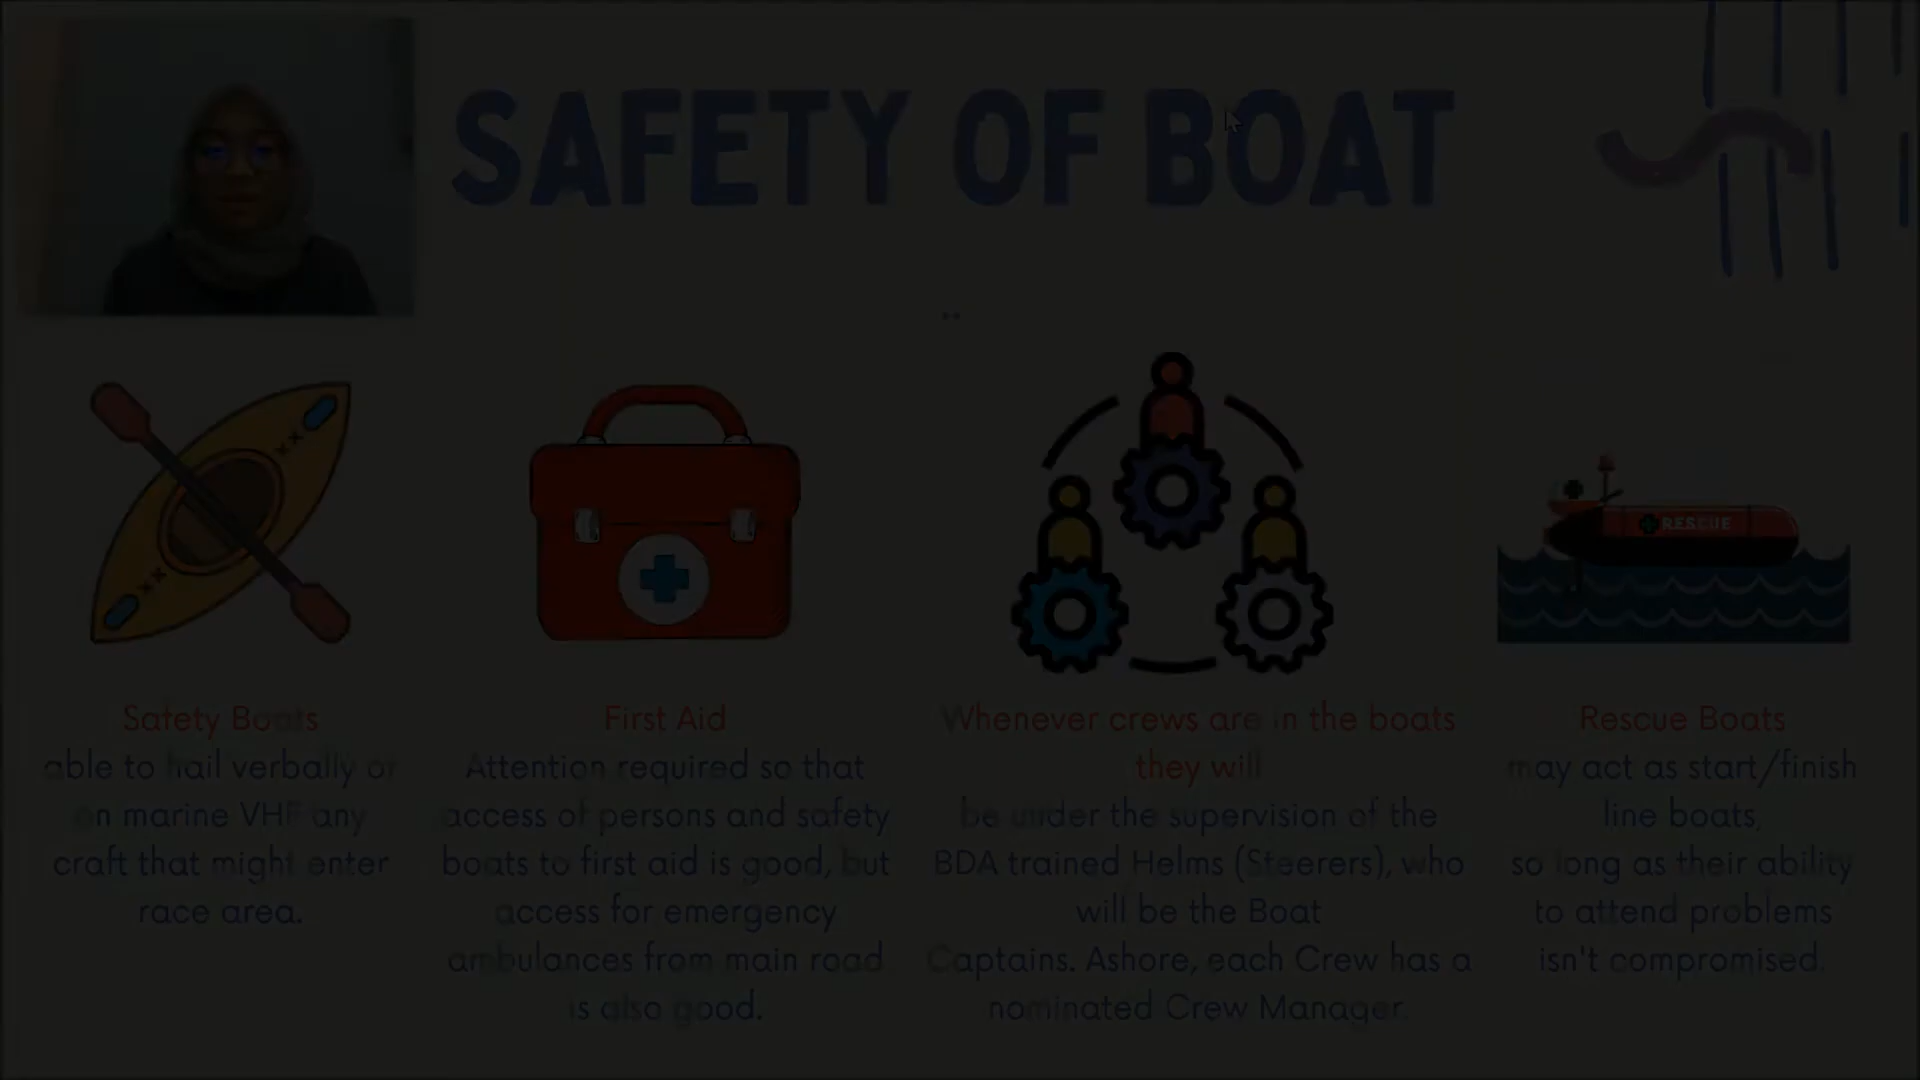 SAFETY OF BOAT
RESCUE
Safety Boats
able to hail verbally or
on marine VHF any
craft that might enter
race area.
First Aid
Attention required so that
access of persons and safety
boats to first aid is good, but
access for emergency
ambulances from main road
is also good.
Whenever crews are in the boats
they will
be under the supervision of the
BDA trained Helms (Steerers), who
will be the Boat
Captains. Ashore, each Crew has a
nominated Crew Manager.
Rescue Boats
may act as start/finish
line boats,
so long as their ability
to attend problems
isn't compromised.